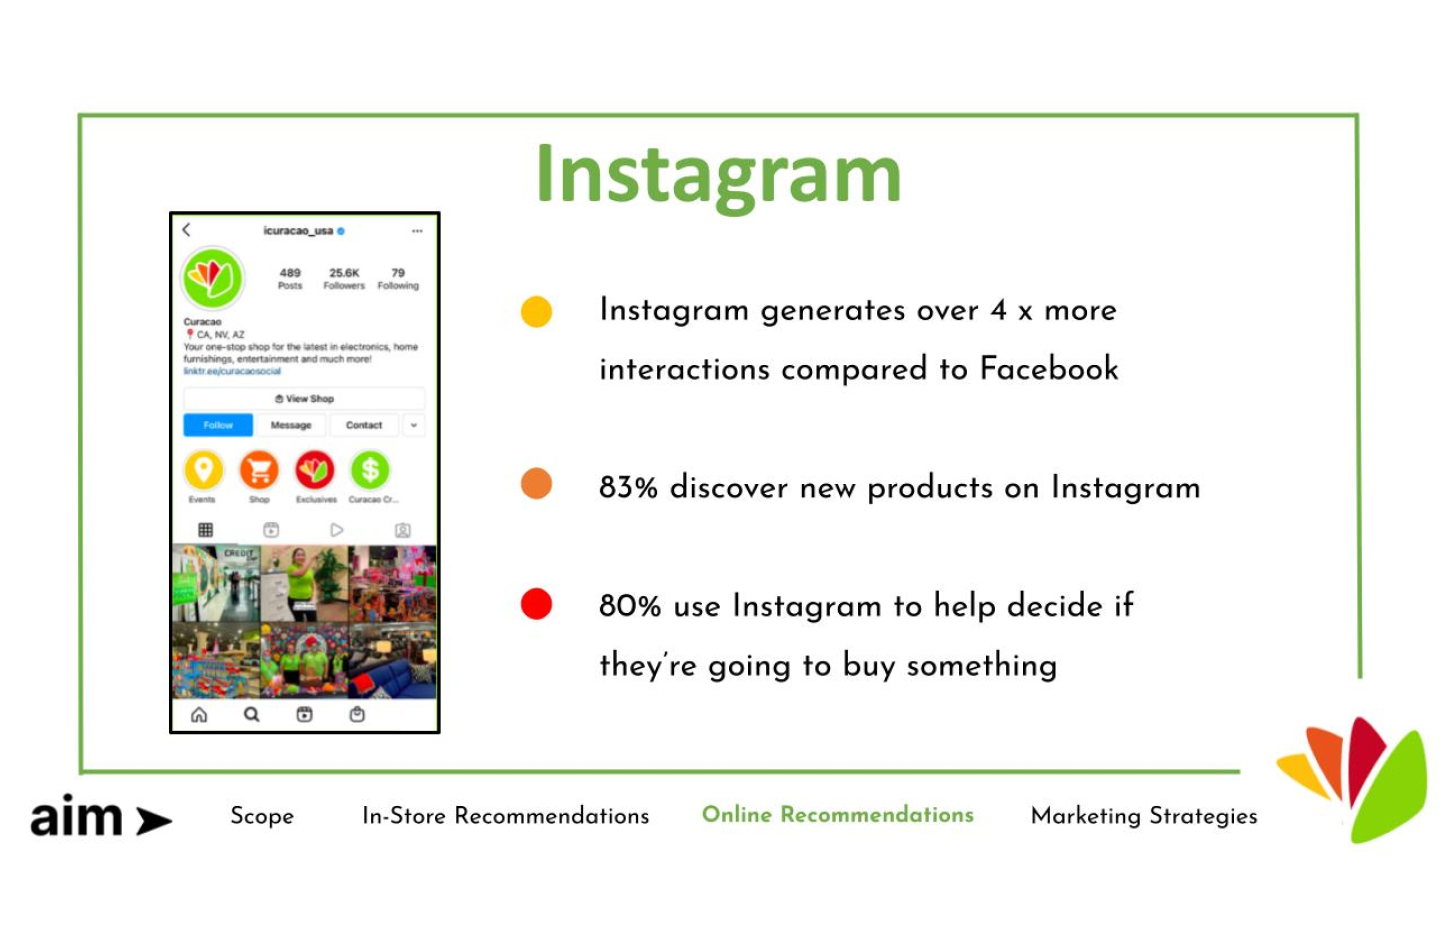 Instagram
icuracao_usa
489 25.6K 79
Posts Followers Following
Curacao
CA, NV, AZ
Your one-stop shop for the latest in electronics, home
furnishings, entertainment and much more!
linktr.ee/curacaosocial
View Shop
Follow Message Contact
Events Shop Exclusives Curacao Cr...
CREDIT
Instagram generates over 4 x more
interactions compared to Facebook
83% discover new products on Instagram
80% use Instagram to help decide if
they're going to buy something
aim
Scope In-Store Recommendations Online Recommendations Marketing Strategies